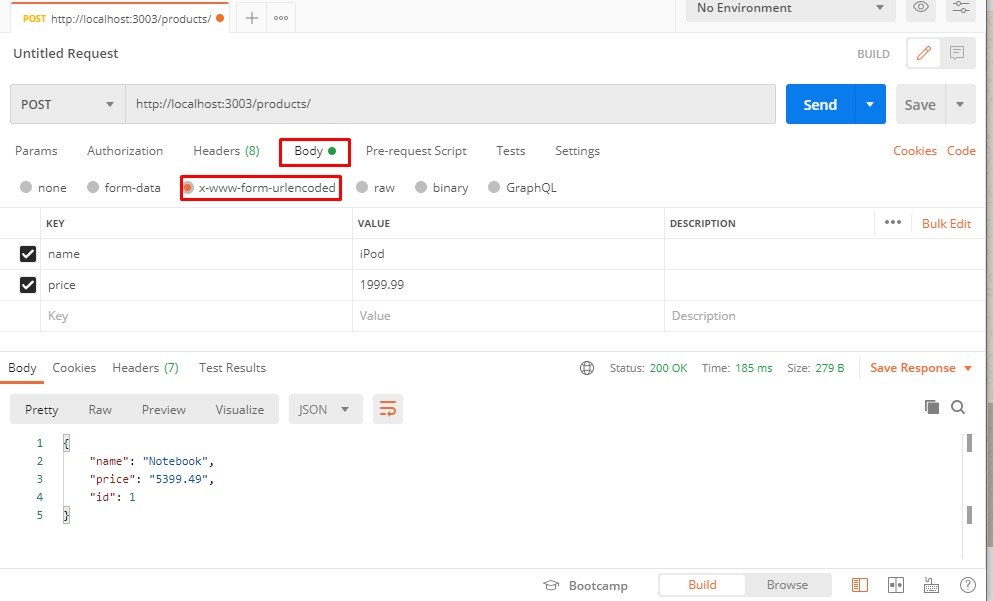 POST http://localhost:3003/products/
No Environment
Untitled Request
BUILD
POST http://localhost:3003/products/ Send Save
Params Authorization Headers (8) Body Pre-request Script Tests Settings Cookies Code
none form-data x-www-form-urlencoded raw binary GraphQL
KEY VALUE DESCRIPTION Bulk Edit
name iPod
price 1999.99
Key Value Description
Body Cookies Headers (7) Test Results Status: 200 OK Time: 185 ms Size: 279 B Save Response
Pretty Raw Preview Visualize JSON
1 {
2 "name": "Notebook",
3 "price": "5399.49",
4 "id": 1
5 }
Bootcamp Build Browse ?